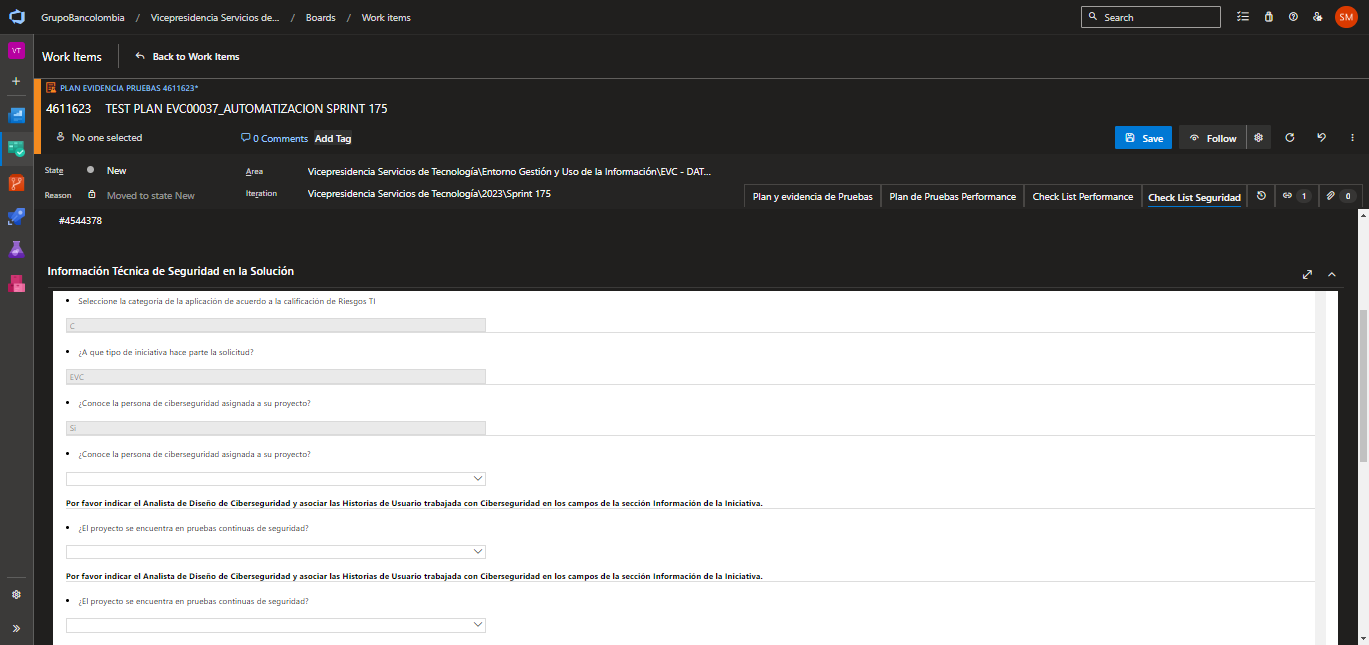 GrupoBancolombia / Vicepresidencia Servicios de... / Boards / Work items
Search
SM
VT
Work Items
Back to Work Items
PLAN EVIDENCIA PRUEBAS 4611623*
4611623 TEST PLAN EVC00037_AUTOMATIZACION SPRINT 175
No one selected
0 Comments
Add Tag
Save
Follow
State
New
Area
Vicepresidencia Servicios de Tecnología\Entorno Gestión y Uso de la Información\EVC - DAT...
Reason
Moved to state New
Iteration
Vicepresidencia Servicios de Tecnología\2023\Sprint 175
Plan y evidencia de Pruebas
Plan de Pruebas Performance
Check List Performance
Check List Seguridad
1
0
#4544378
Información Técnica de Seguridad en la Solución
• Seleccione la categoria de la aplicación de acuerdo a la calificación de Riesgos TI
C
• ¿A que tipo de iniciativa hace parte la solicitud?
EVC
• ¿Conoce la persona de ciberseguridad asignada a su proyecto?
Si
• ¿Conoce la persona de ciberseguridad asignada a su proyecto?
Por favor indicar el Analista de Diseño de Ciberseguridad y asociar las Historias de Usuario trabajada con Ciberseguridad en los campos de la sección Información de la Iniciativa.
• ¿El proyecto se encuentra en pruebas continuas de seguridad?
Por favor indicar el Analista de Diseño de Ciberseguridad y asociar las Historias de Usuario trabajada con Ciberseguridad en los campos de la sección Información de la Iniciativa.
• ¿El proyecto se encuentra en pruebas continuas de seguridad?